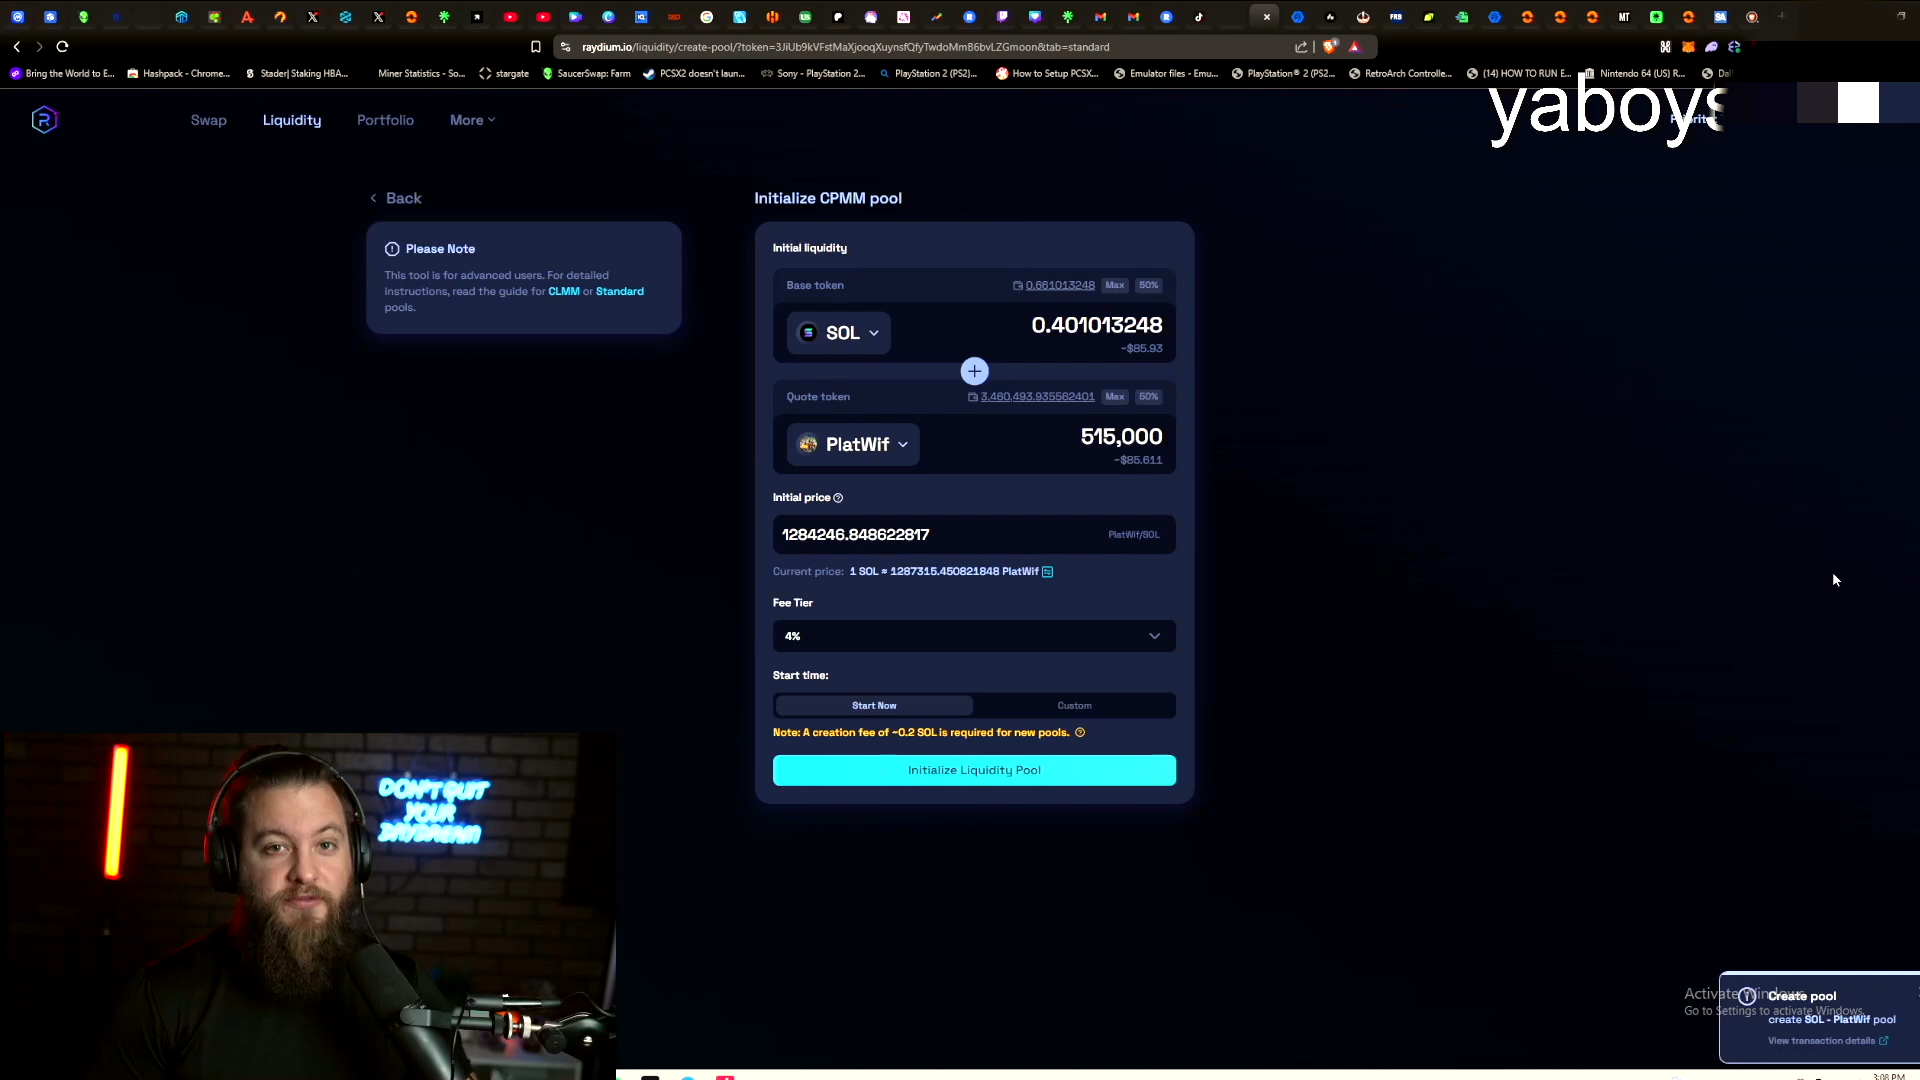 raydium.io/liquidity/create-pool/?token=3JiUb9kVFstMaXjooqXuynsfQfyTwdoMmB6bvLZGmoon&tab=standard
Bring the World to E...
Hashpack - Chrome...
Stader| Staking HBA...
Miner Statistics - So...
stargate
SaucerSwap: Farm
PCSX2 doesn't laun...
Sony - PlayStation 2...
PlayStation 2 (PS2)...
How to Setup PCSX...
Emulator files - Emu...
PlayStation® 2 (PS2...
RetroArch Controlle...
(14) HOW TO RUN E...
Nintendo 64 (US) R...
yaboys
Swap
Liquidity
Portfolio
More
Back
Please Note
This tool is for advanced users. For detailed
instructions, read the guide for CLMM or Standard
pools.
Initialize CPMM pool
Initial liquidity
Base token
0.661013248
Max
50%
SOL
0.401013248
~$85.93
Quote token
3,460,493.935562401
Max
50%
PlatWif
515,000
~$85.611
Initial price
1284246.848622817
PlatWif/SOL
Current price: 1 SOL ≈ 1287315.450821848 PlatWif
Fee Tier
4%
Start time:
Start Now
Custom
Note: A creation fee of ~0.2 SOL is required for new pools.
Initialize Liquidity Pool
DON'T QUIT
YOUR
DAYDREAM
Activate Windows
Go to Settings to activate Windows.
Create pool
create SOL - PlatWif pool
View transaction details
3:08 PM